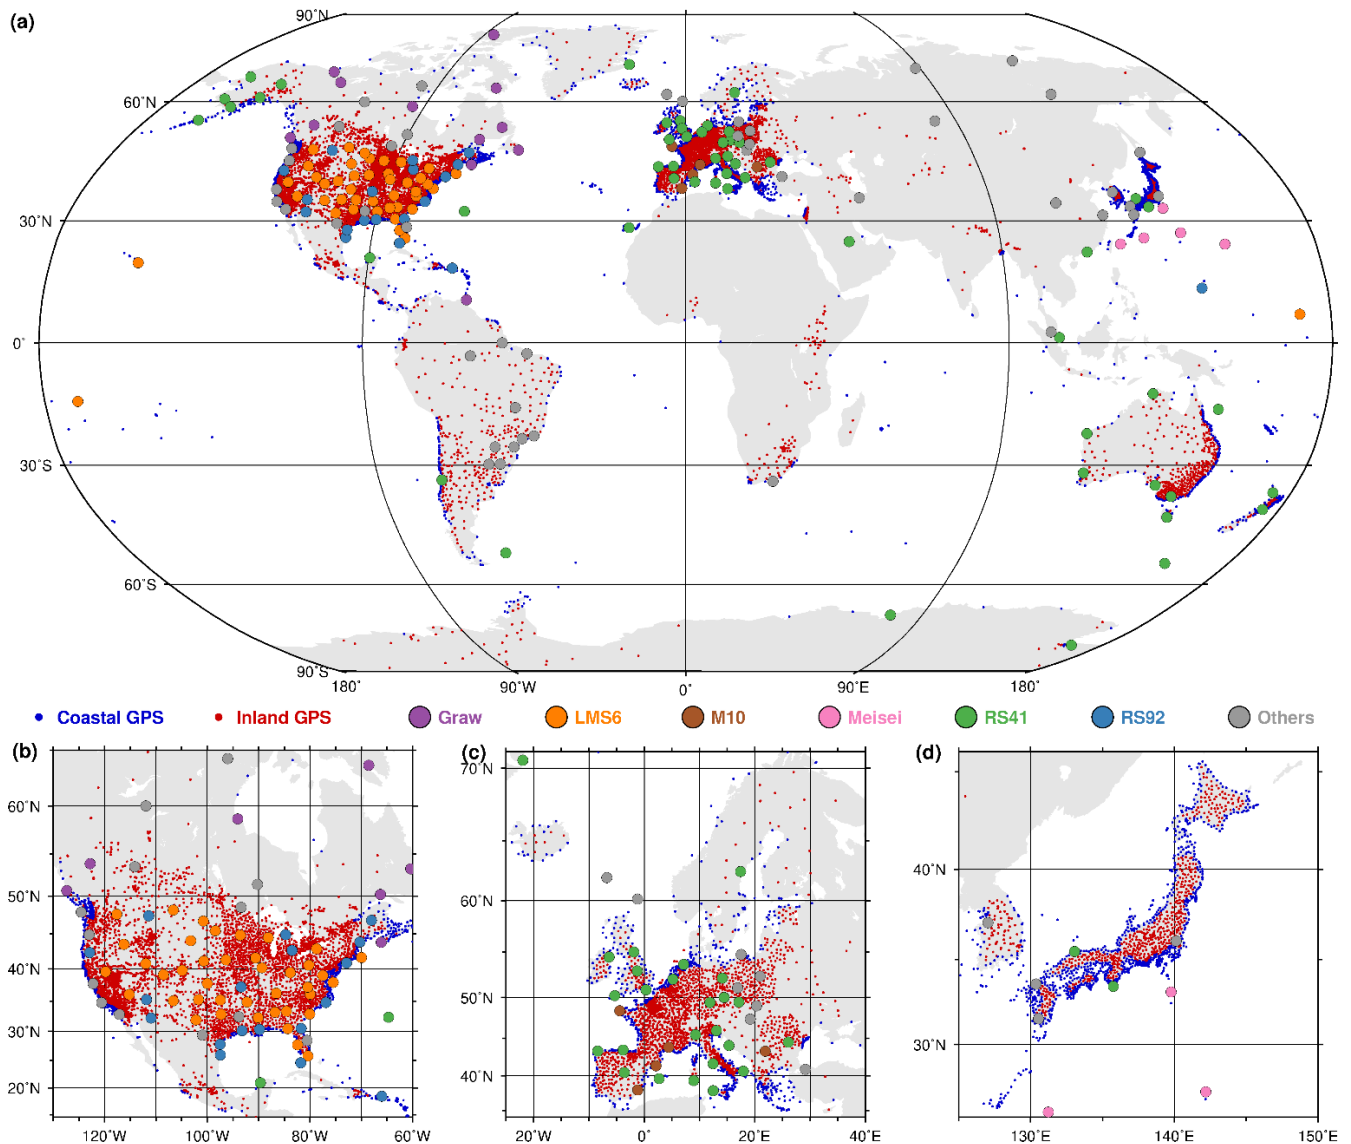 (a)
90˚N
60˚N
30˚N
0˚
30˚S
60˚S
90˚S
180˚ 90˚W 0˚ 90˚E 180˚
Coastal GPS Inland GPS Graw LMS6 M10 Meisei RS41 RS92 Others
(b)
60˚N
50˚N
40˚N
30˚N
20˚N
120˚W 100˚W 80˚W 60˚W
(c)
70˚N
60˚N
50˚N
40˚N
20˚W 0˚ 20˚E 40˚E
(d)
40˚N
30˚N
130˚E 140˚E 150˚E